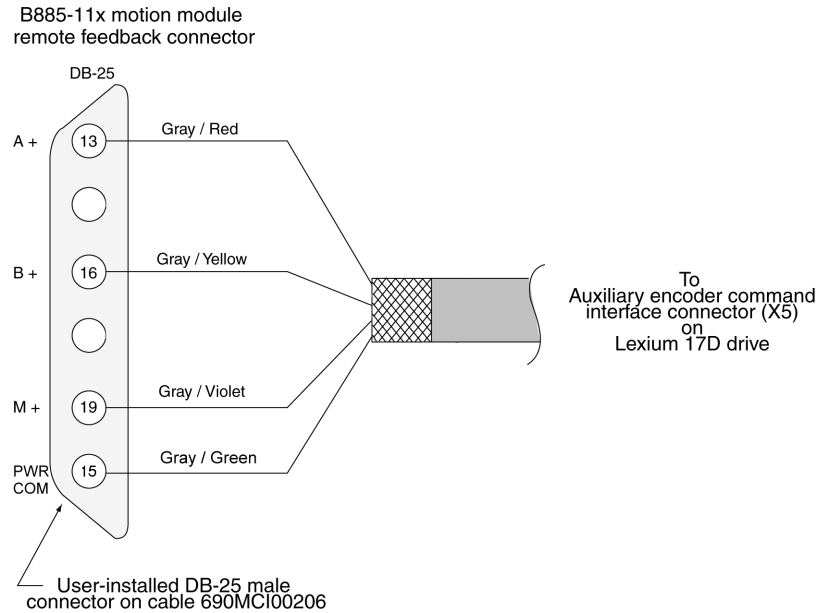 B885-11x motion module
remote feedback connector
DB-25
A + 13 Gray / Red
B + 16 Gray / Yellow
To
Auxiliary encoder command
interface connector (X5)
on
Lexium 17D drive
M + 19 Gray / Violet
PWR 15 Gray / Green
COM
User-installed DB-25 male
connector on cable 690MCI00206